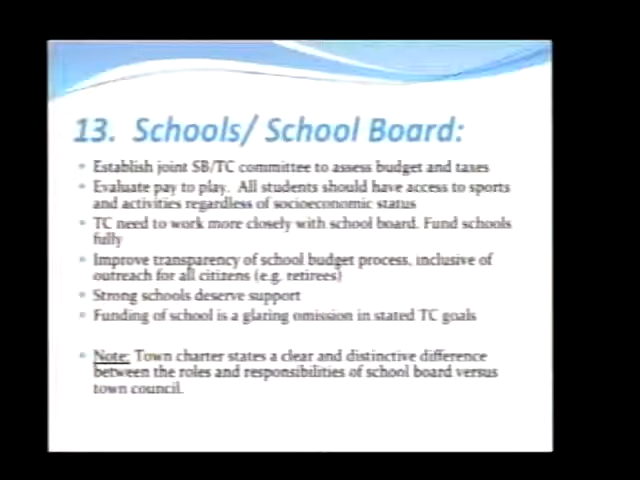 13. Schools/ School Board:
Establish joint SB/TC committee to assess budget and taxes
Evaluate pay to play. All students should have access to sports
and activities regardless of socioeconomic status
TC need to work more closely with school board. Fund schools
fully
Improve transparency of school budget process, inclusive of
outreach for all citizens (e.g. retirees)
Strong schools deserve support
Funding of school is a glaring omission in stated TC goals
Note: Town charter states a clear and distinctive difference
between the roles and responsibilities of school board versus
town council.